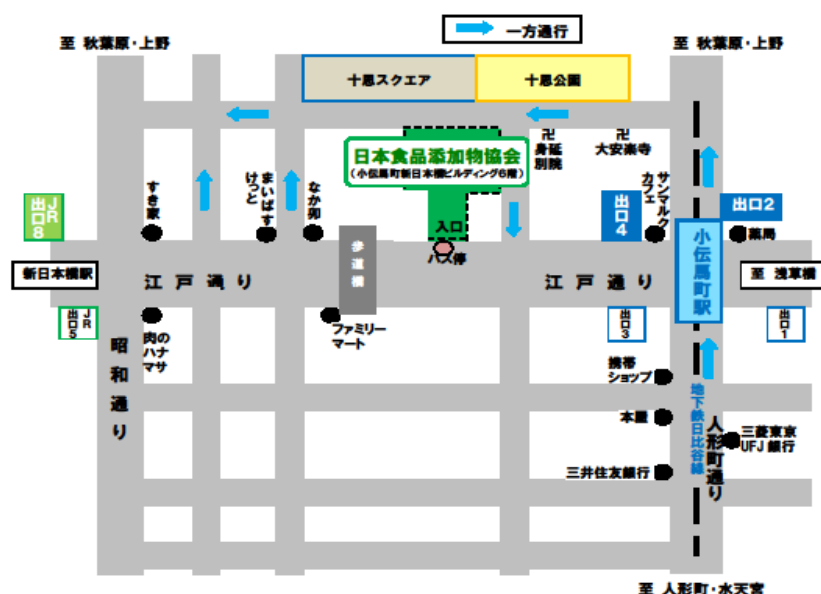 一方通行
至 秋葉原・上野
至 秋葉原・上野
十思スクエア
十思公園
日本食品添加物協会
(小伝馬町新日本橋ビルディング6階)
卍
身延
別院
卍
大安楽寺
すき家
まいばす
けっと
なか卯
サンマルク
カフェ
JR
出口8
出口4
出口2
入口
バス停
薬局
歩道橋
小伝馬町駅
新日本橋駅
江戸通り
江戸通り
至 浅草橋
JR
出口5
出口3
出口1
肉の
ハナ
マサ
ファミリー
マート
昭和通り
携帯
ショップ
本屋
地下鉄日比谷線
人形町通り
三菱東京
UFJ銀行
三井住友銀行
至 人形町・水天宮